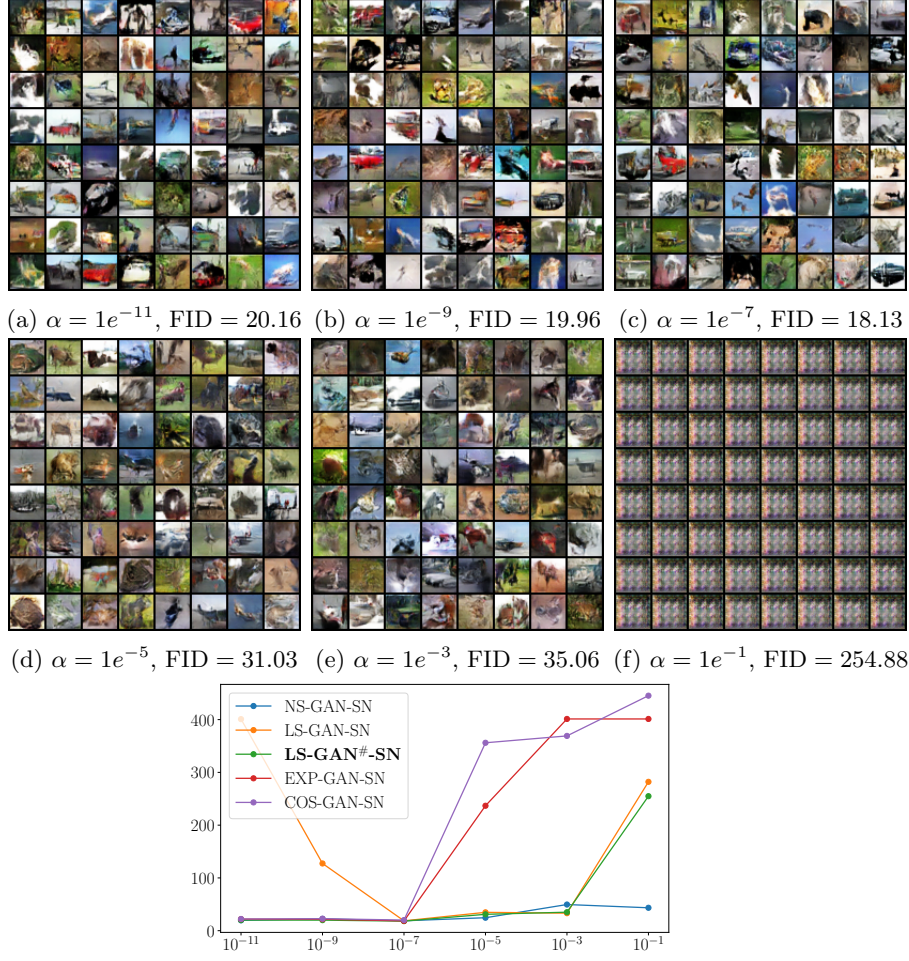 (a) α = 1e⁻¹¹, FID = 20.16 (b) α = 1e⁻⁹, FID = 19.96 (c) α = 1e⁻⁷, FID = 18.13
(d) α = 1e⁻⁵, FID = 31.03 (e) α = 1e⁻³, FID = 35.06 (f) α = 1e⁻¹, FID = 254.88
NS-GAN-SN
LS-GAN-SN
LS-GAN#-SN
EXP-GAN-SN
COS-GAN-SN
400
300
200
100
0
10⁻¹¹ 10⁻⁹ 10⁻⁷ 10⁻⁵ 10⁻³ 10⁻¹